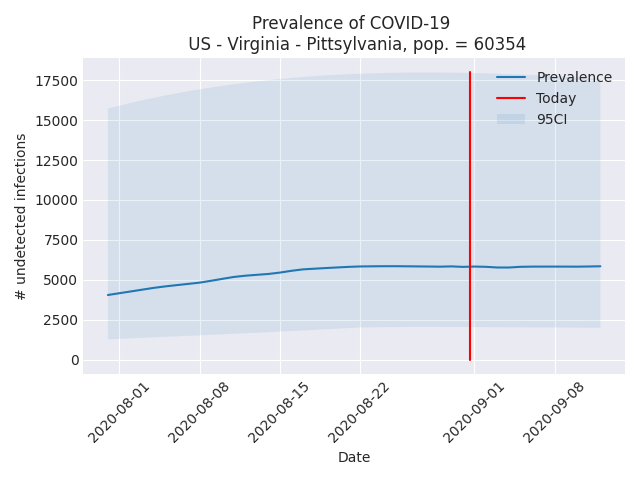 Prevalence of COVID-19
US - Virginia - Pittsylvania, pop. = 60354
Prevalence
Today
95CI
17500
15000
12500
10000
7500
5000
2500
0
# undetected infections
2020-08-01
2020-08-08
2020-08-15
2020-08-22
2020-09-01
2020-09-08
Date